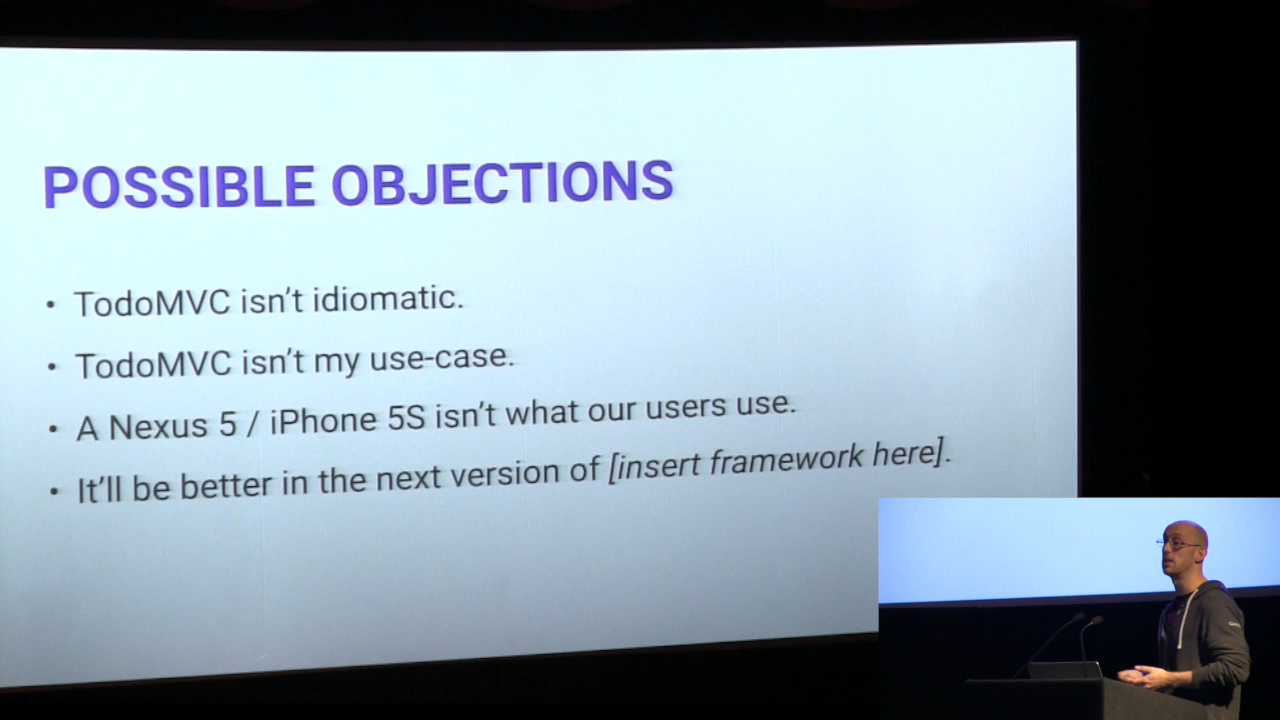 POSSIBLE OBJECTIONS
• TodoMVC isn’t idiomatic.
• TodoMVC isn’t my use-case.
• A Nexus 5 / iPhone 5S isn’t what our users use.
• It’ll be better in the next version of [insert framework here].